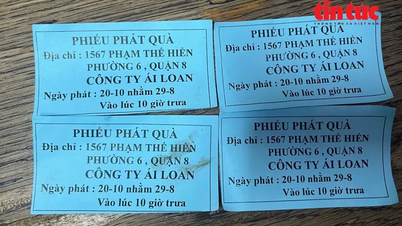 tin tức
PHIẾU PHÁT QUÀ
Địa chỉ : 1567 PHẠM THẾ HIỂN
PHƯỜNG 6 , QUẬN 8
CÔNG TY ÁI LOAN
Ngày phát : 20-10 nhằm 29-8
Vào lúc 10 giờ trưa
PHIẾU PHÁT QUÀ
Địa chỉ : 1567 PHẠM THẾ HIỂN
PHƯỜNG 6 , QUẬN 8
CÔNG TY ÁI LOAN
Ngày phát : 20-10 nhằm 29-8
Vào lúc 10 giờ trưa
PHIẾU PHÁT QUÀ
Địa chỉ : 1567 PHẠM THẾ HIỂN
PHƯỜNG 6 , QUẬN 8
CÔNG TY ÁI LOAN
Ngày phát : 20-10 nhằm 29-8
Vào lúc 10 giờ trưa
PHIẾU PHÁT QUÀ
Địa chỉ : 1567 PHẠM THẾ HIỂN
PHƯỜNG 6 , QUẬN 8
CÔNG TY ÁI LOAN
Ngày phát : 20-10 nhằm 29-8
Vào lúc 10 giờ trưa